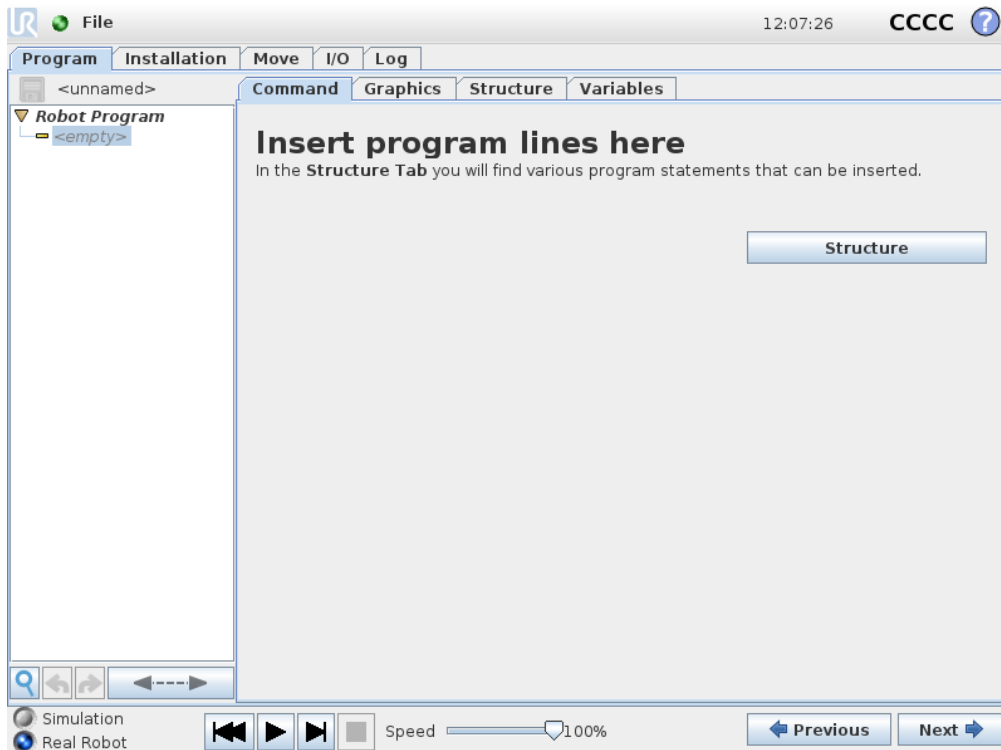 UR File 12:07:26 CCCC ?
Program Installation Move I/O Log
<unnamed> Command Graphics Structure Variables
Robot Program
<empty>
Insert program lines here
In the Structure Tab you will find various program statements that can be inserted.
Structure
Simulation
Real Robot
Speed 100%
Previous Next